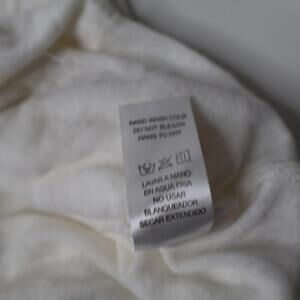 HAND WASH COLD
DO NOT BLEACH
HANG TO DRY
LAVAR A MANO
EN AGUA FRIA
NO USAR
BLANQUEADOR
SECAR EXTENDIDO